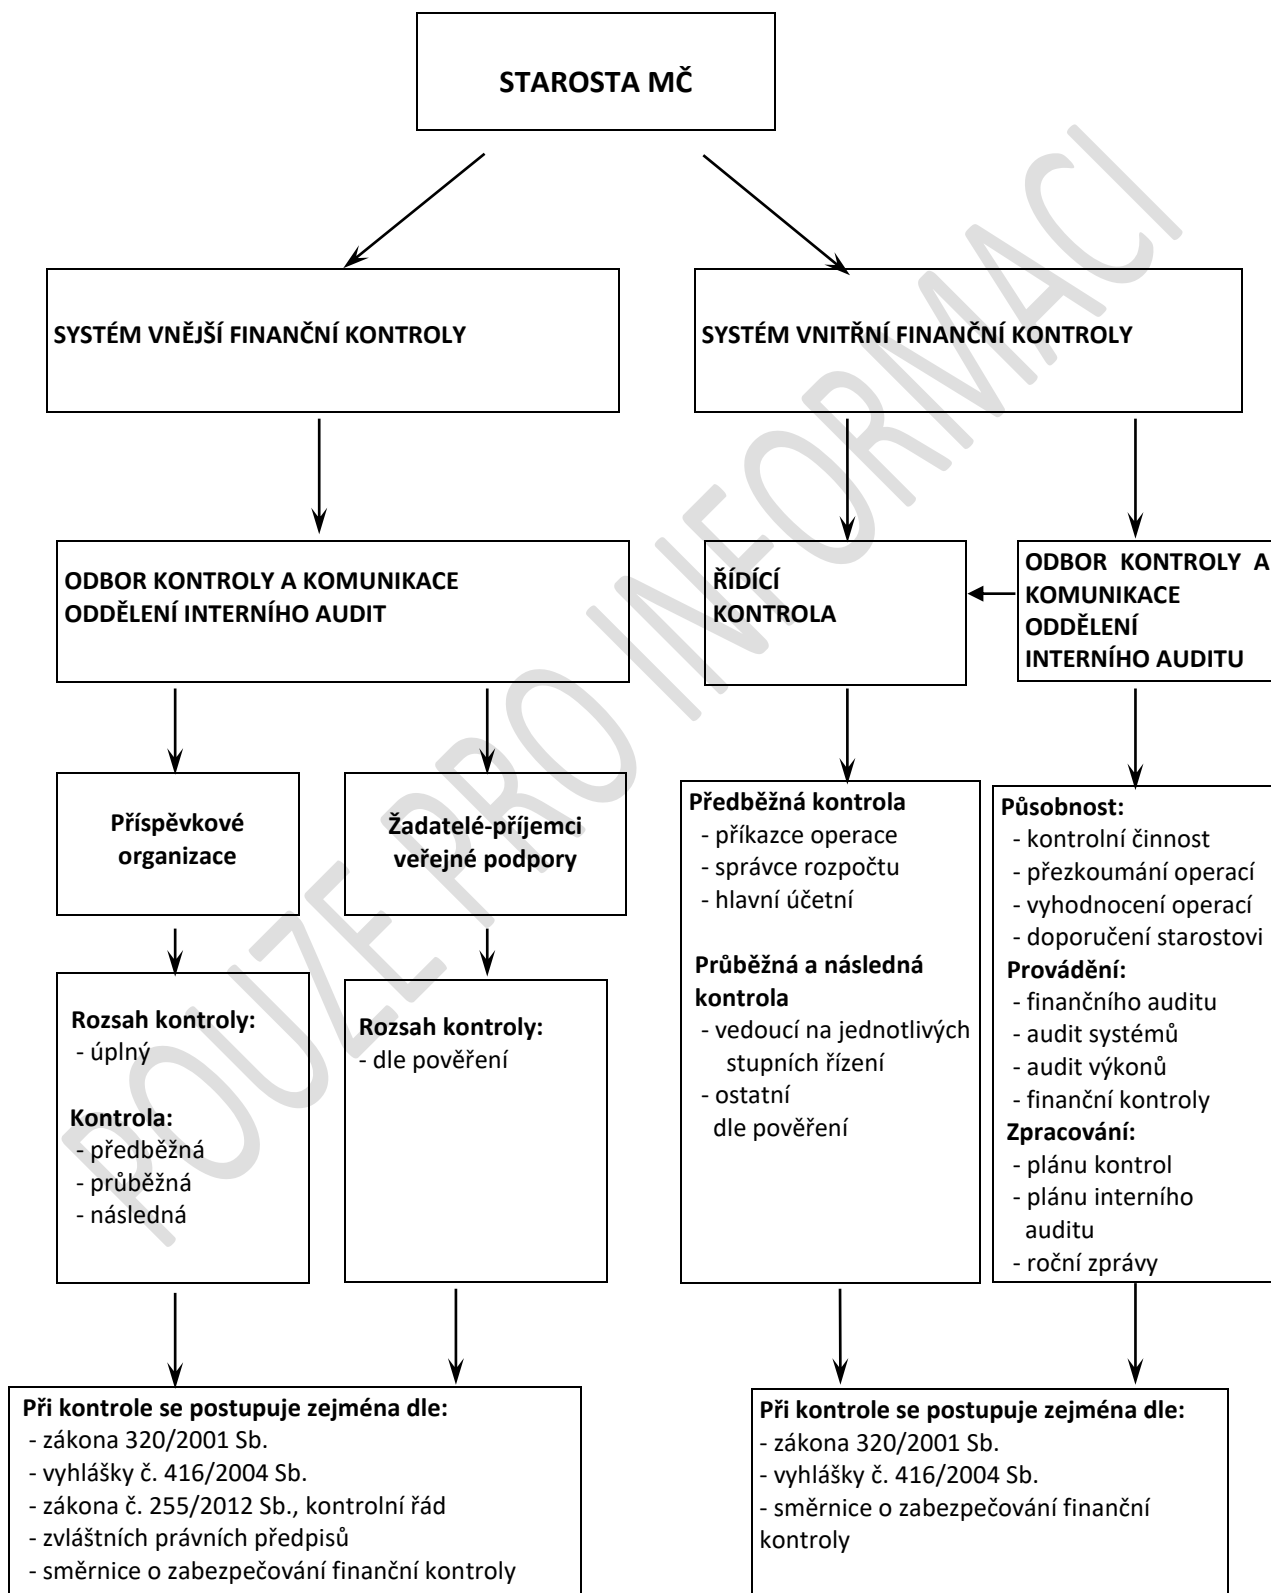 STAROSTA MČ
SYSTÉM VNĚJŠÍ FINANČNÍ KONTROLY
SYSTÉM VNITŘNÍ FINANČNÍ KONTROLY
ODBOR KONTROLY A KOMUNIKACE
ODDĚLENÍ INTERNÍHO AUDIT
ŘÍDÍCÍ
KONTROLA
ODBOR KONTROLY A
KOMUNIKACE
ODDĚLENÍ
INTERNÍHO AUDITU
Příspěvkové
organizace
Žadatelé-příjemci
veřejné podpory
Předběžná kontrola
- příkazce operace
- správce rozpočtu
- hlavní účetní
Průběžná a následná
kontrola
- vedoucí na jednotlivých
stupních řízení
- ostatní
dle pověření
Působnost:
- kontrolní činnost
- přezkoumání operací
- vyhodnocení operací
- doporučení starostovi
Provádění:
- finančního auditu
- audit systémů
- audit výkonů
- finanční kontroly
Zpracování:
- plánu kontrol
- plánu interního
auditu
- roční zprávy
Rozsah kontroly:
- úplný
Kontrola:
- předběžná
- průběžná
- následná
Rozsah kontroly:
- dle pověření
Při kontrole se postupuje zejména dle:
- zákona 320/2001 Sb.
- vyhlášky č. 416/2004 Sb.
- zákona č. 255/2012 Sb., kontrolní řád
- zvláštních právních předpisů
- směrnice o zabezpečování finanční kontroly
Při kontrole se postupuje zejména dle:
- zákona 320/2001 Sb.
- vyhlášky č. 416/2004 Sb.
- směrnice o zabezpečování finanční
kontroly
POUZE PRO INFORMACI